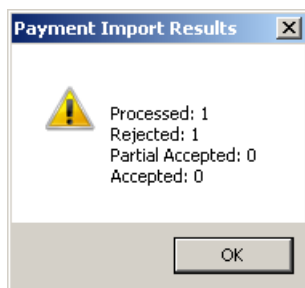 Payment Import Results
Processed: 1
Rejected: 1
Partial Accepted: 0
Accepted: 0
OK